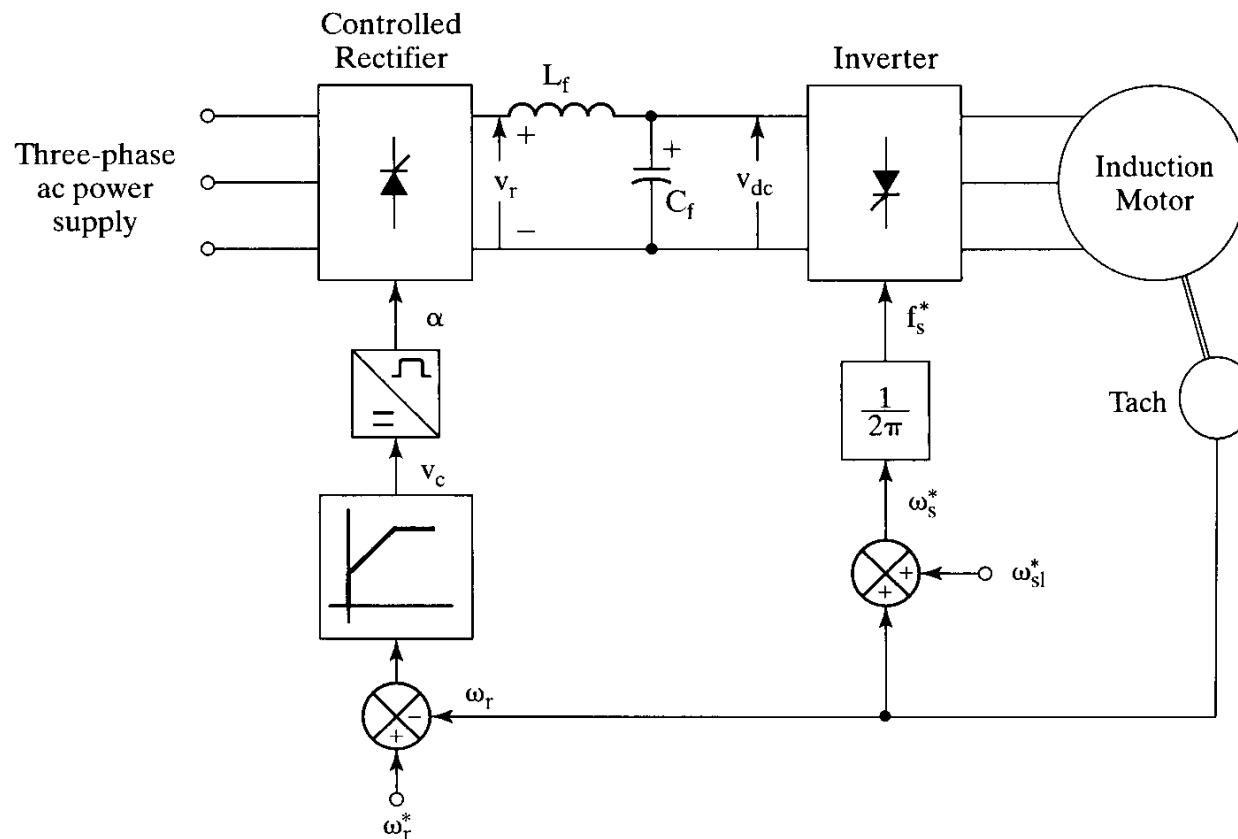 Controlled
Rectifier
Inverter
L_f
Three-phase
ac power
supply
+
−
v_r
+
C_f
v_dc
Induction
Motor
α
f_s*
1
2π
Tach
v_c
ω_s*
+
+
ω_sl*
ω_r
−
+
ω_r*